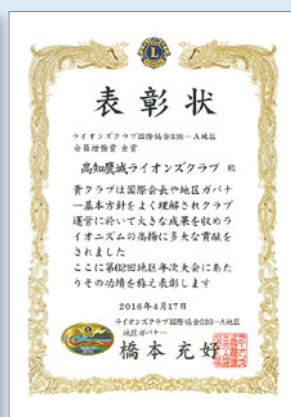 表彰状
ライオンズクラブ国際協会336-A地区
会員増強賞 金賞
高知鷹城ライオンズクラブ 殿
貴クラブは国際会長や地区ガバナ
ー基本方針をよく理解されクラブ
運営に於いて大きな成果を収めラ
イオニズムの高揚に多大な貢献を
されました
ここに第62回地区年次大会にあた
りその功績を称え表彰します
2016年4月17日
ライオンズクラブ国際協会336-A地区
地区ガバナー
橋本充好